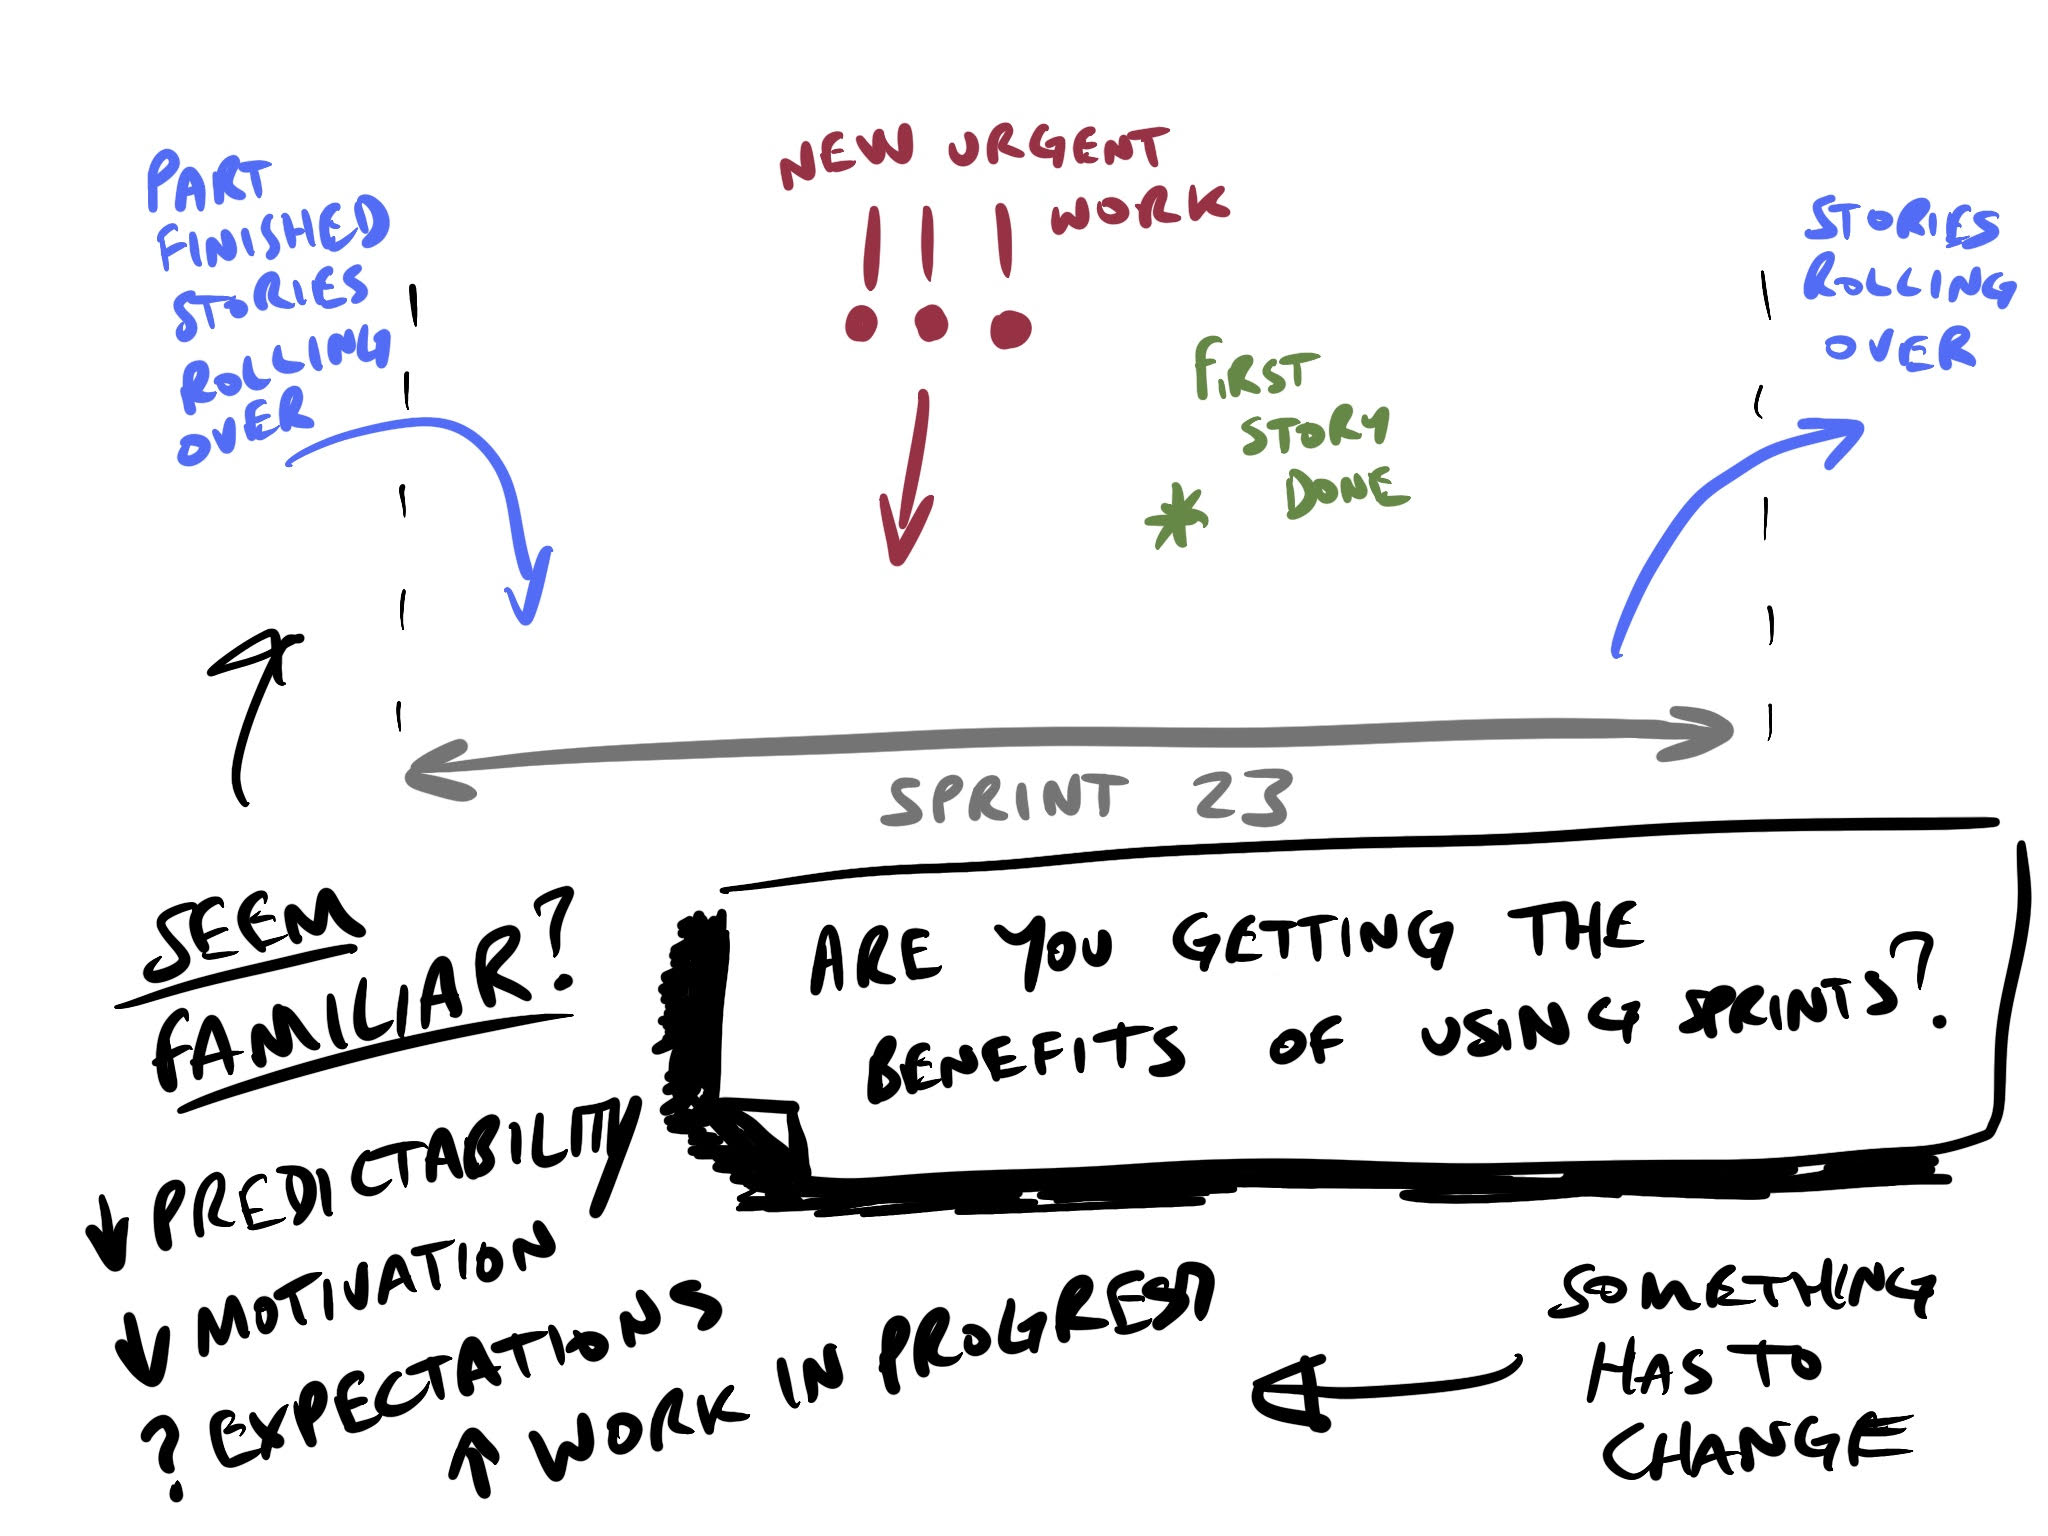 PART
FINISHED
STORIES
ROLLING
OVER
NEW URGENT
WORK
!!!
FIRST
STORY
DONE
*
STORIES
ROLLING
OVER
SPRINT 23
SEEM
FAMILIAR?
ARE YOU GETTING THE
BENEFITS OF USING SPRINTS?
↓ PREDICTABILITY
↓ MOTIVATION
? EXPECTATIONS
↑ WORK IN PROGRESS
SOMETHING
HAS TO
CHANGE